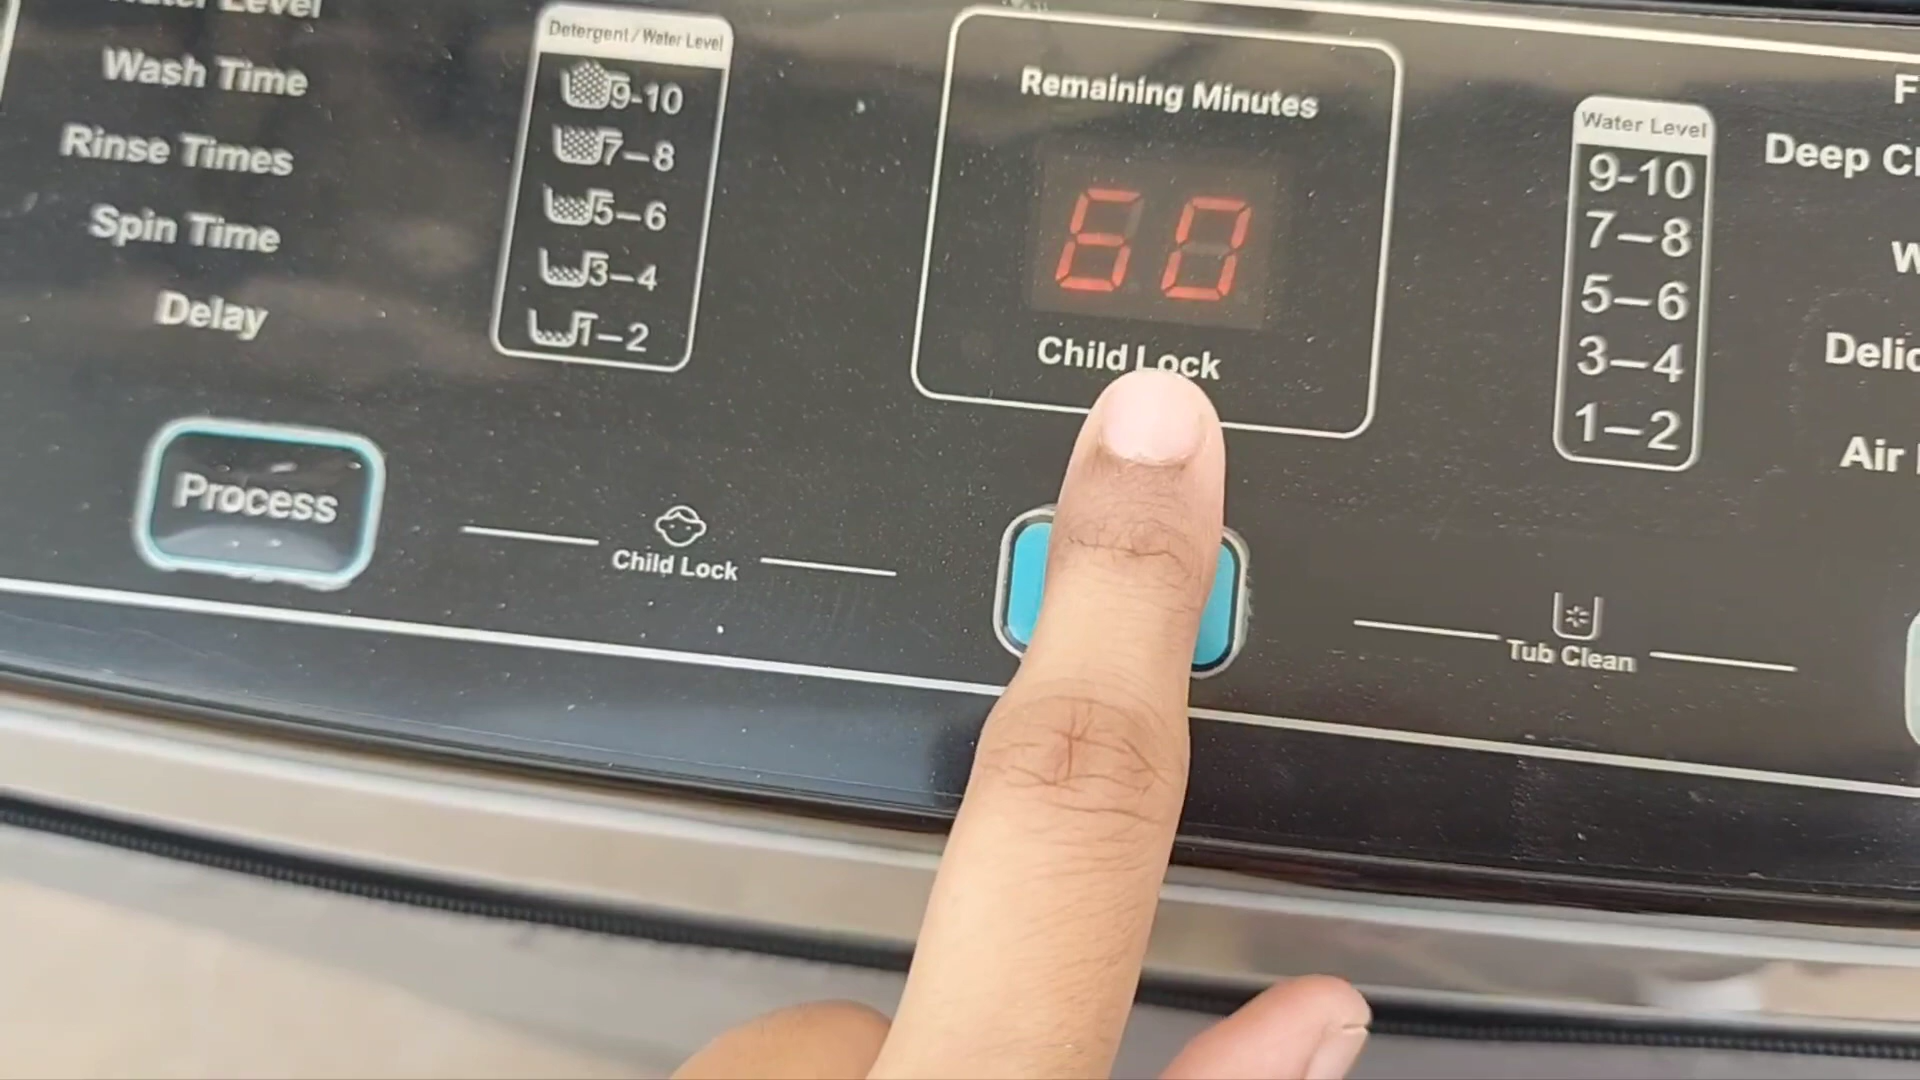 Water Level
Wash Time
Rinse Times
Spin Time
Delay
Process
Detergent/Water Level
9-10
7–8
5–6
3–4
1–2
Child Lock
Remaining Minutes
60
Child Lock
Water Level
9-10
7–8
5–6
3–4
1–2
Tub Clean
Deep
Air